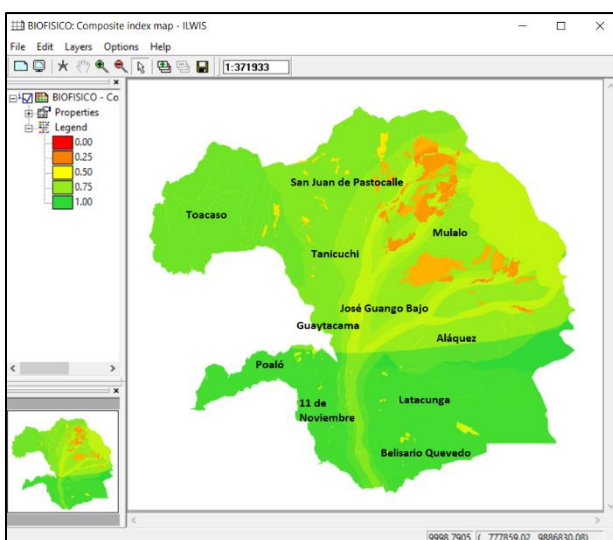 BIOFISICO: Composite index map - ILWIS
File Edit Layers Options Help
1:371933
BIOFISICO - Co
Properties
Legend
0.00
0.25
0.50
0.75
1.00
San Juan de Pastocalle
Toacaso
Mulalo
Tanicuchi
José Guango Bajo
Guaytacama
Aláquez
Poaló
11 de
Noviembre
Latacunga
Belisario Quevedo
9998,7905 ( 777859.02, 9886830.08)